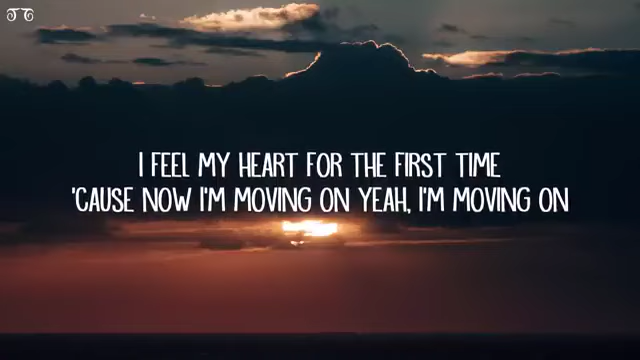 I FEEL MY HEART FOR THE FIRST TIME
'CAUSE NOW I'M MOVING ON YEAH, I'M MOVING ON